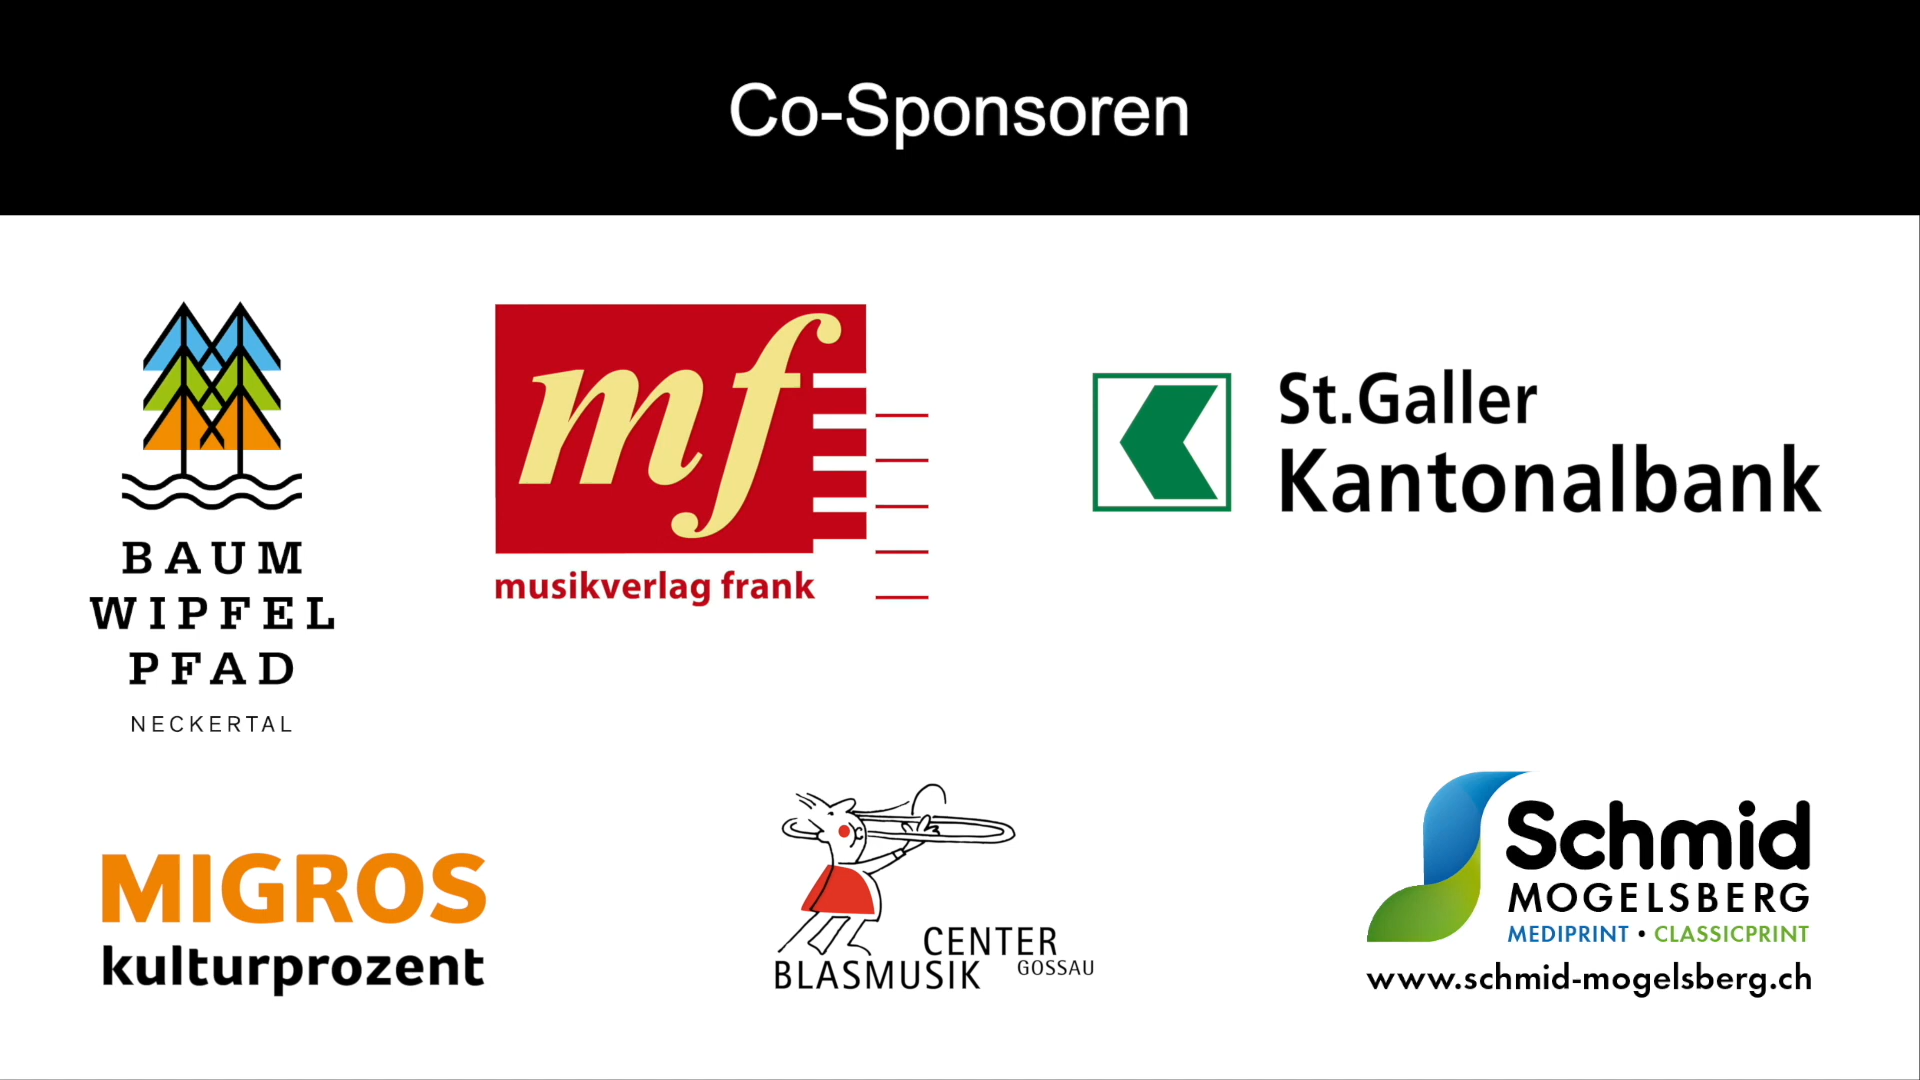 Co-Sponsoren
BAUM
WIPFEL
PFAD
NECKERTAL
mf
musikverlag frank
St.Galler
Kantonalbank
MIGROS
kulturprozent
CENTER
BLASMUSIK GOSSAU
Schmid
MOGELSBERG
MEDIPRINT • CLASSICPRINT
www.schmid-mogelsberg.ch